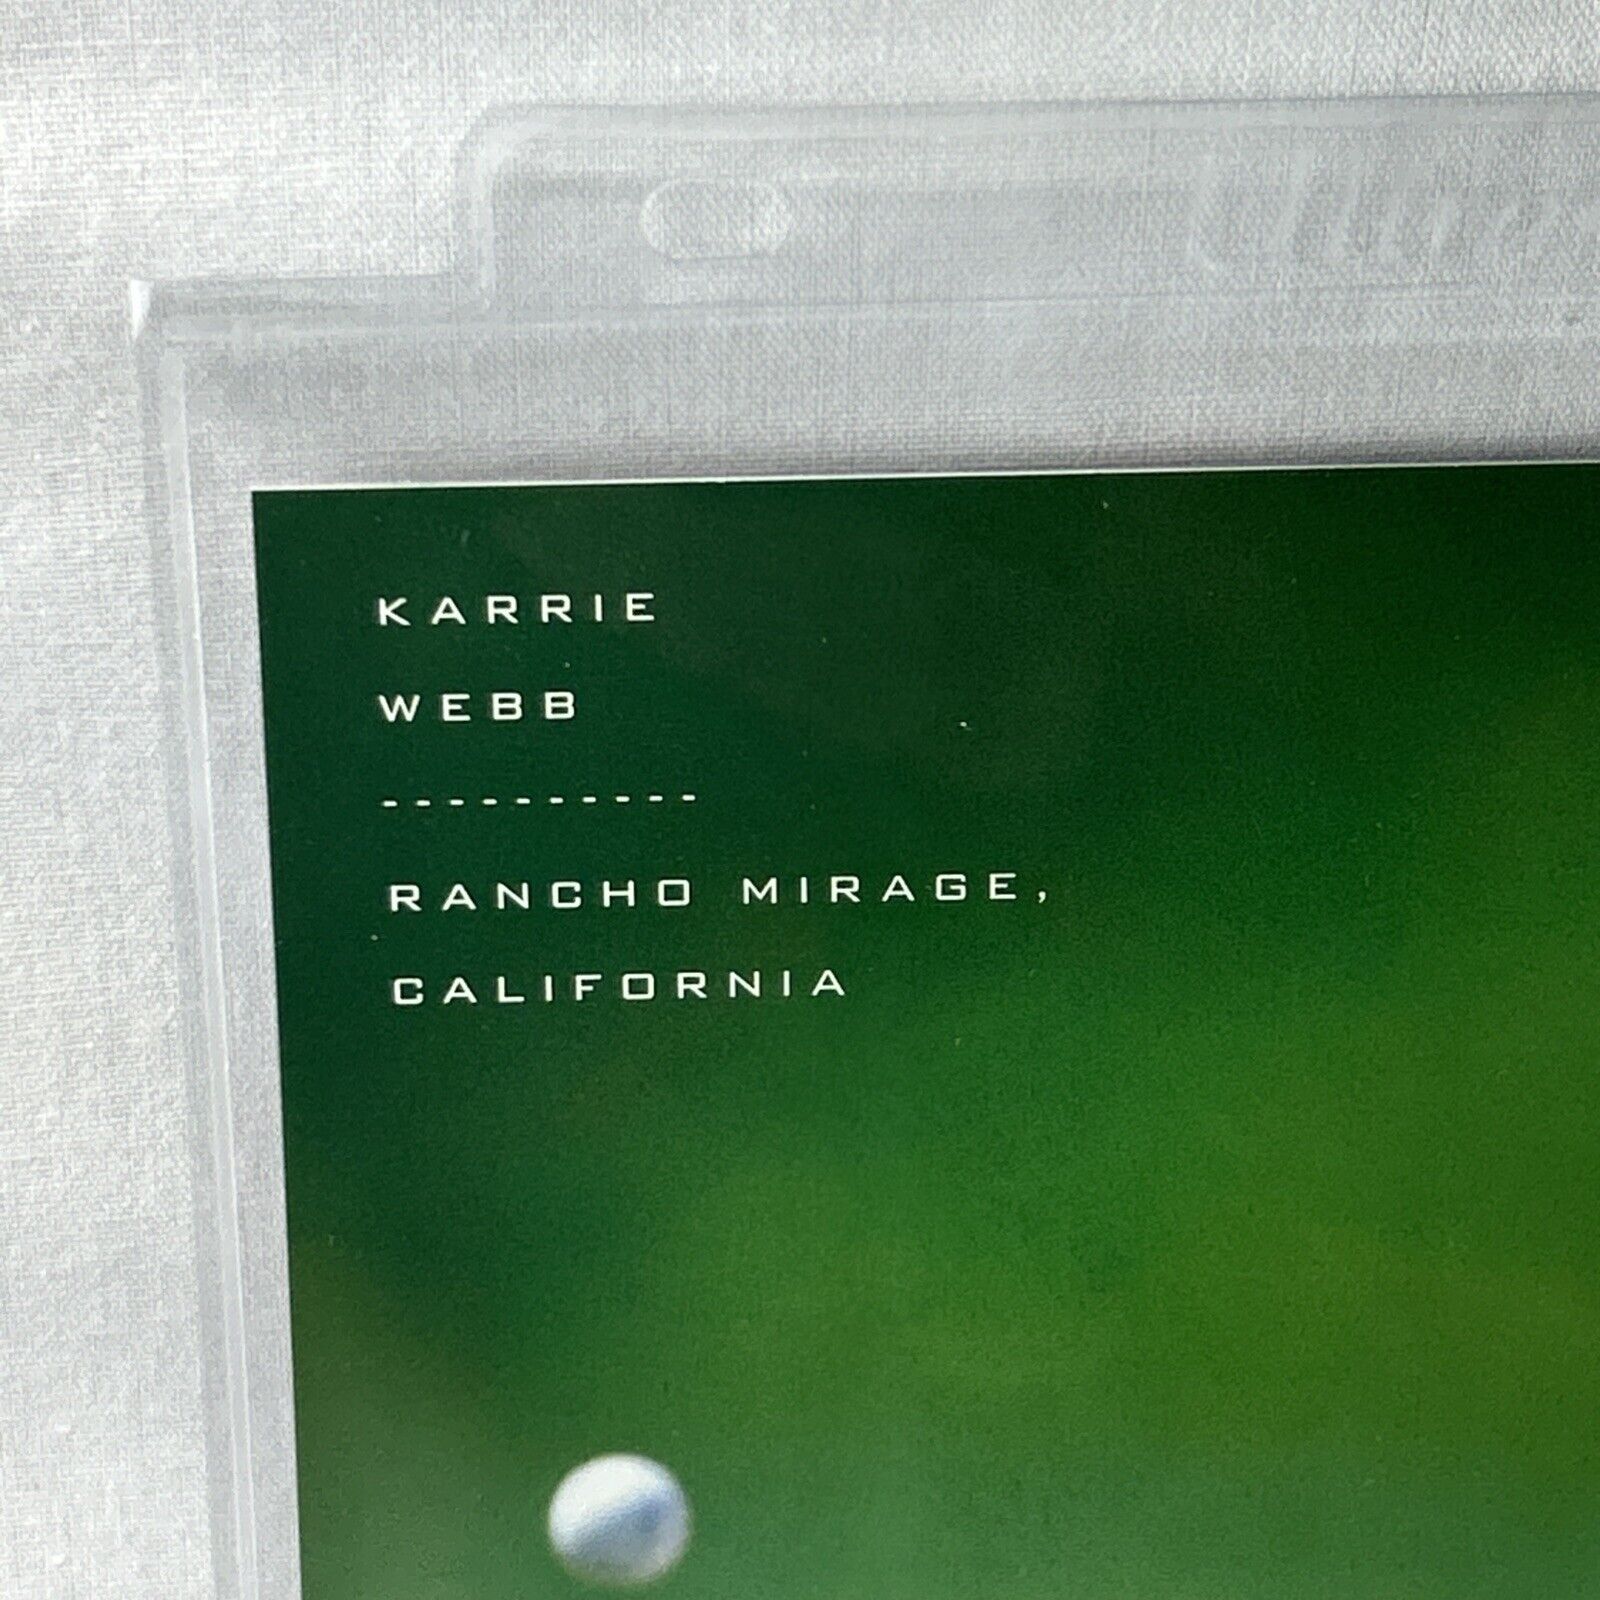 KARRIE
WEBB
----------
RANCHO MIRAGE,
CALIFORNIA